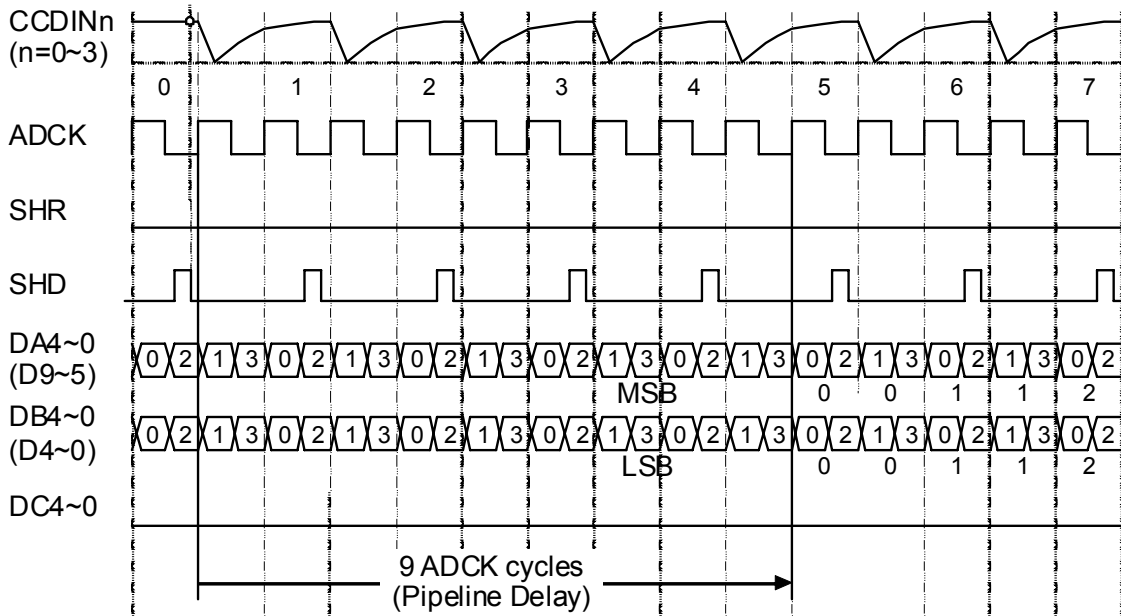 CCDINn
(n=0~3)
0 1 2 3 4 5 6 7
ADCK
SHR
SHD
DA4~0
(D9~5)
0 2 1 3 0 2 1 3 0 2 1 3 0 2 1 3 0 2 1 3 0 2 1 3 0 2 1 3 0 2
MSB 0 0 1 1 2
DB4~0
(D4~0)
0 2 1 3 0 2 1 3 0 2 1 3 0 2 1 3 0 2 1 3 0 2 1 3 0 2 1 3 0 2
LSB 0 0 1 1 2
DC4~0
9 ADCK cycles
(Pipeline Delay)